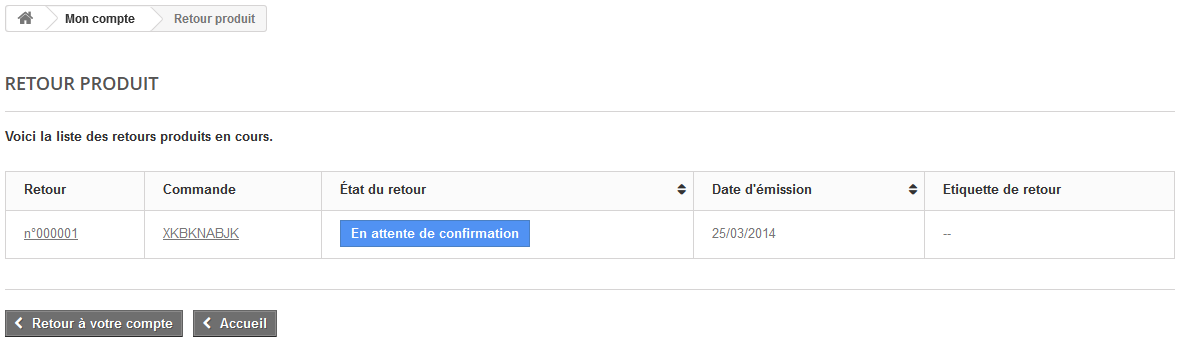 Mon compte Retour produit
RETOUR PRODUIT
Voici la liste des retours produits en cours.
Retour Commande État du retour Date d'émission Etiquette de retour
n°000001 XKBKNABJK En attente de confirmation 25/03/2014 --
Retour à votre compte Accueil